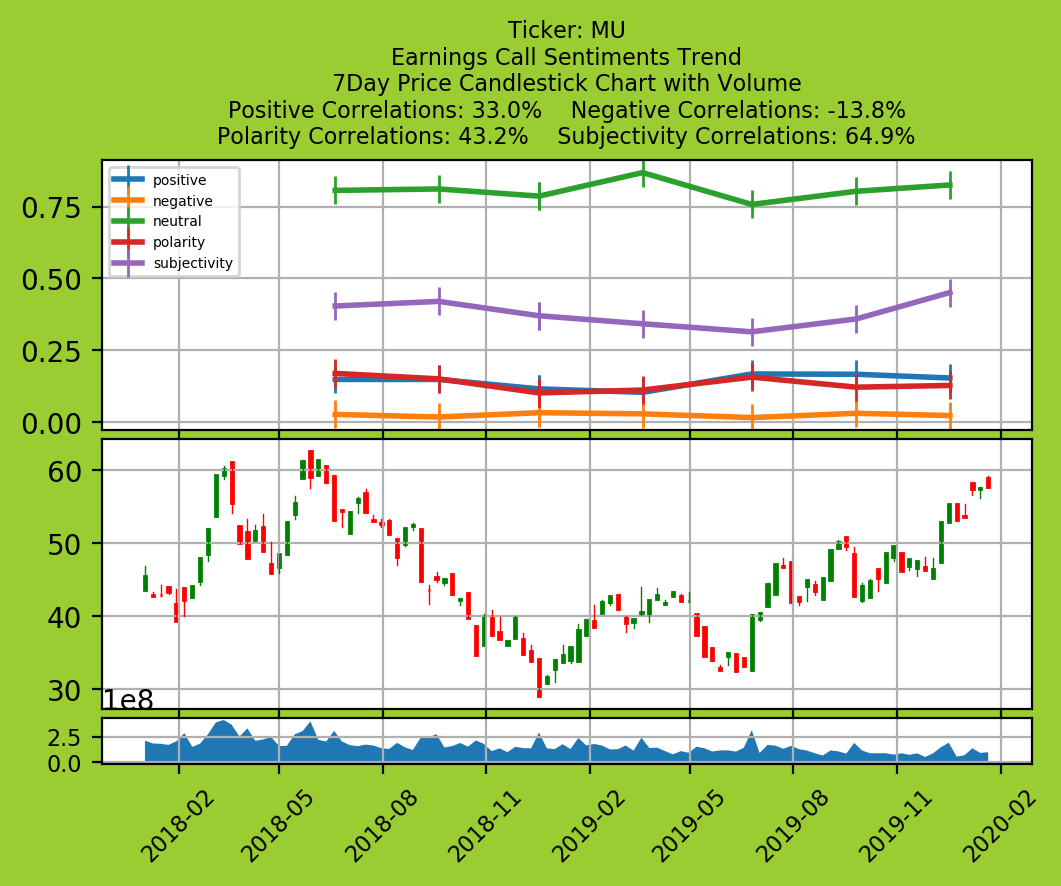 Ticker: MU
Earnings Call Sentiments Trend
7Day Price Candlestick Chart with Volume
Positive Correlations: 33.0% Negative Correlations: -13.8%
Polarity Correlations: 43.2% Subjectivity Correlations: 64.9%
positive
negative
neutral
polarity
subjectivity
0.75
0.50
0.25
0.00
60
50
40
30
1e8
2.5
0.0
2018-02
2018-05
2018-08
2018-11
2019-02
2019-05
2019-08
2019-11
2020-02